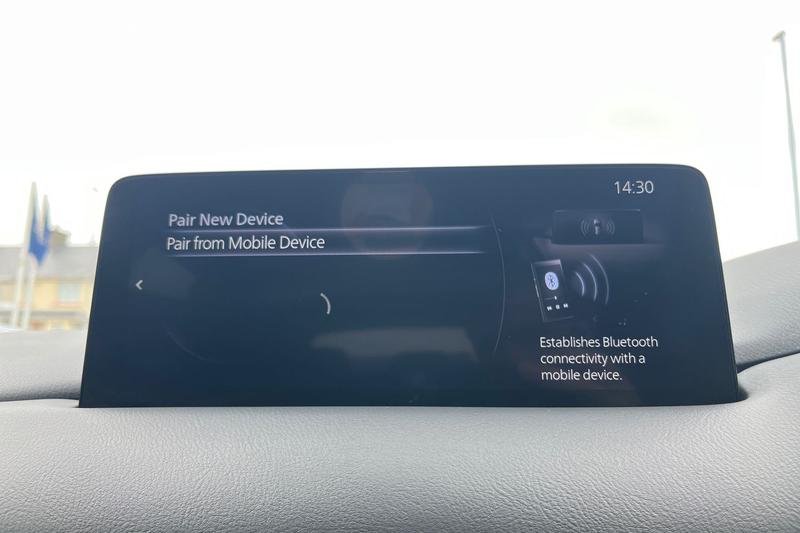 14:30
Pair New Device
Pair from Mobile Device
Establishes Bluetooth
connectivity with a
mobile device.